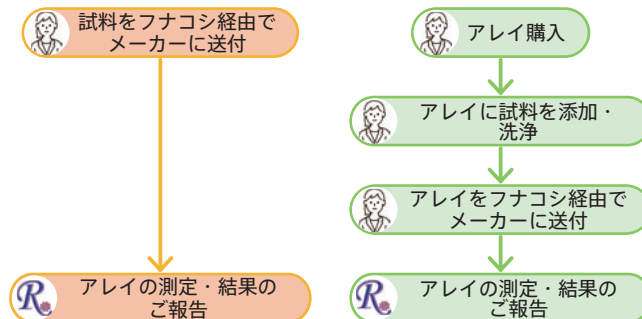 試料をフナコシ経由で
メーカーに送付
アレイの測定・結果の
ご報告
アレイ購入
アレイに試料を添加・
洗浄
アレイをフナコシ経由で
メーカーに送付
アレイの測定・結果の
ご報告